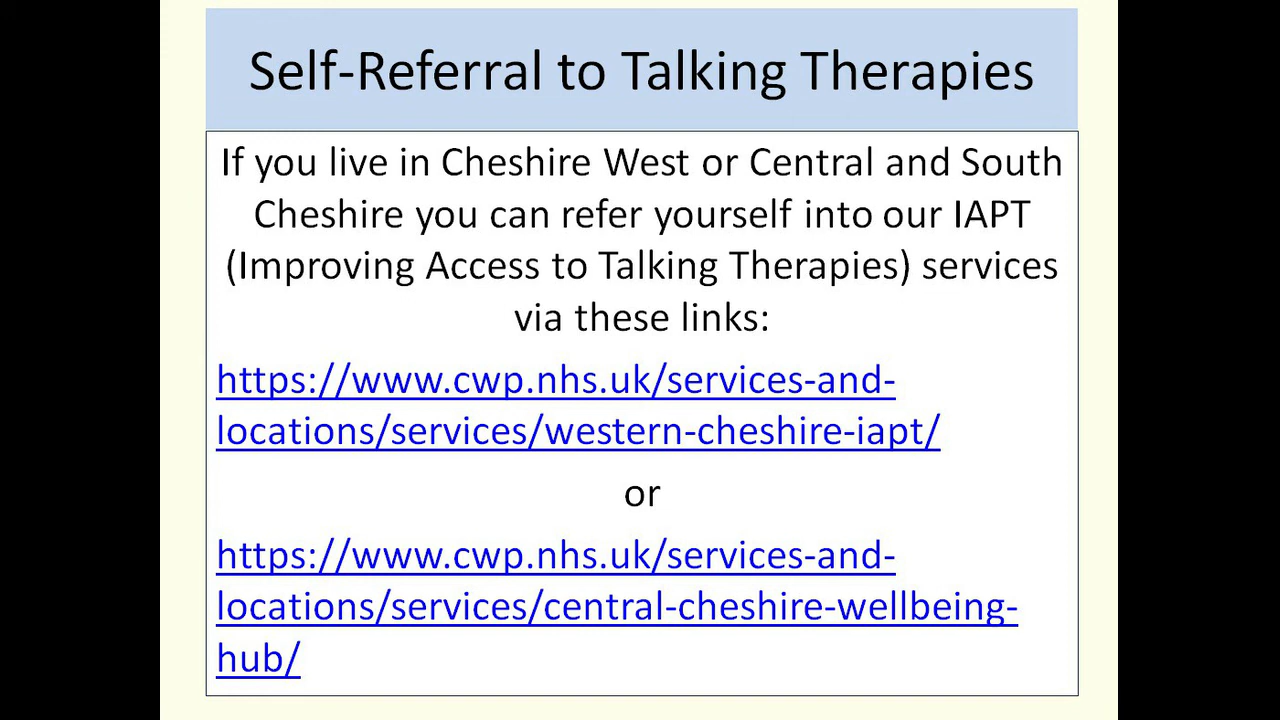 Self-Referral to Talking Therapies
If you live in Cheshire West or Central and South
Cheshire you can refer yourself into our IAPT
(Improving Access to Talking Therapies) services
via these links:
https://www.cwp.nhs.uk/services-and-
locations/services/western-cheshire-iapt/
or
https://www.cwp.nhs.uk/services-and-
locations/services/central-cheshire-wellbeing-
hub/